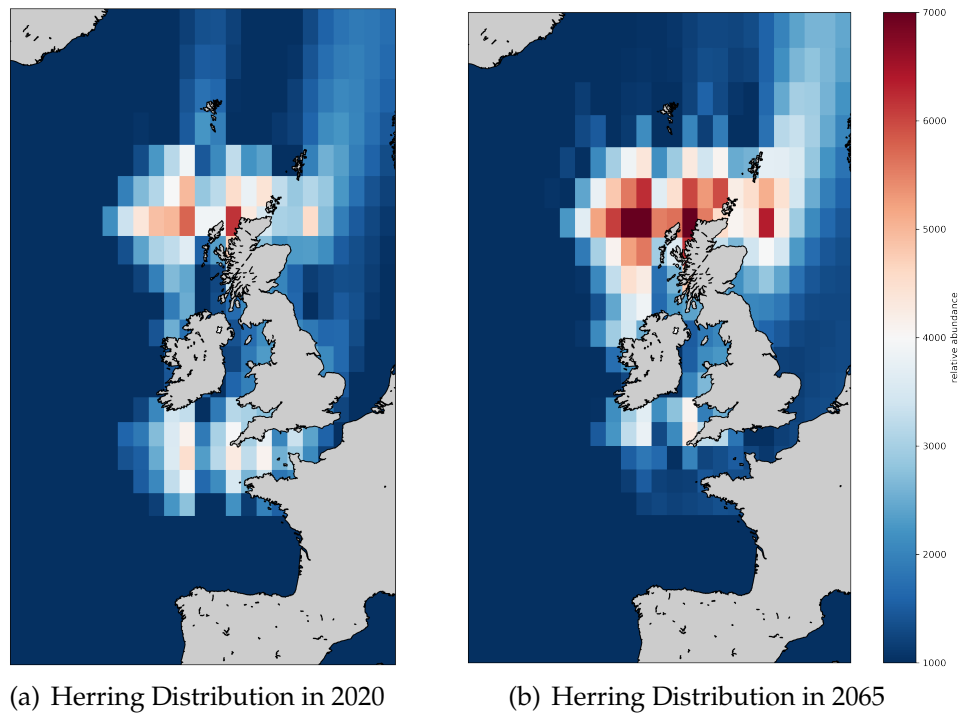 7000
6000
5000
4000
3000
2000
1000
relative abundance
(a) Herring Distribution in 2020
(b) Herring Distribution in 2065